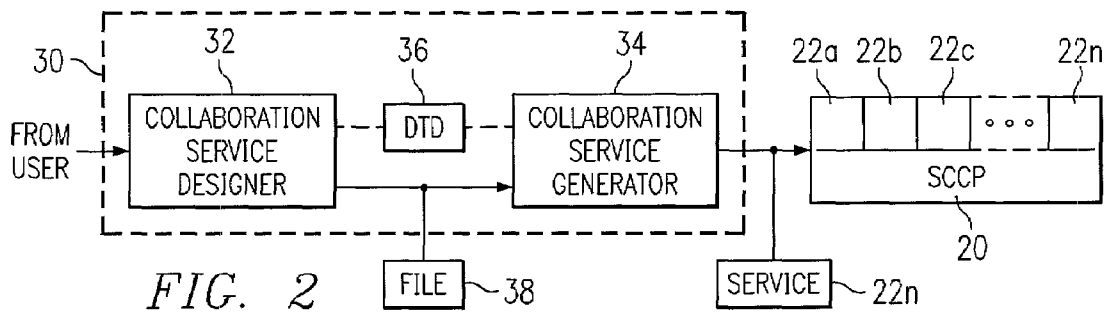 32
36
34
22a
22b
22c
22n
30
FROM
USER
COLLABORATION
SERVICE
DESIGNER
DTD
COLLABORATION
SERVICE
GENERATOR
SCCP
20
FILE
38
SERVICE
22n
FIG. 2